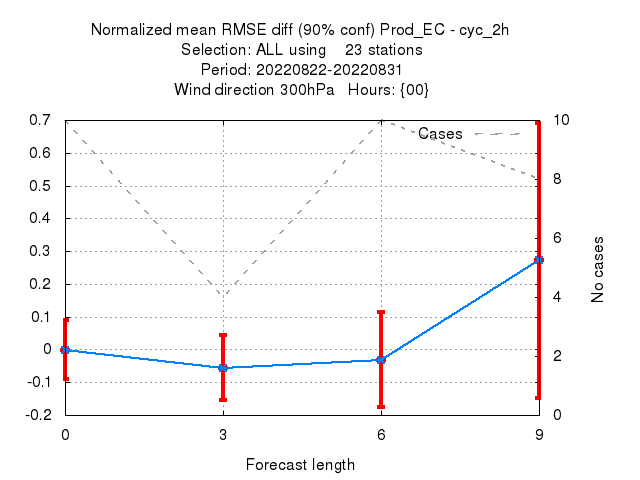 Normalized mean RMSE diff (90% conf) Prod_EC - cyc_2h
Selection: ALL using 23 stations
Period: 20220822-20220831
Wind direction 300hPa Hours: {00}
0.7
0.6
0.5
0.4
0.3
0.2
0.1
0
-0.1
-0.2
Cases
10
8
6
4
2
0
No cases
0 3 6 9
Forecast length